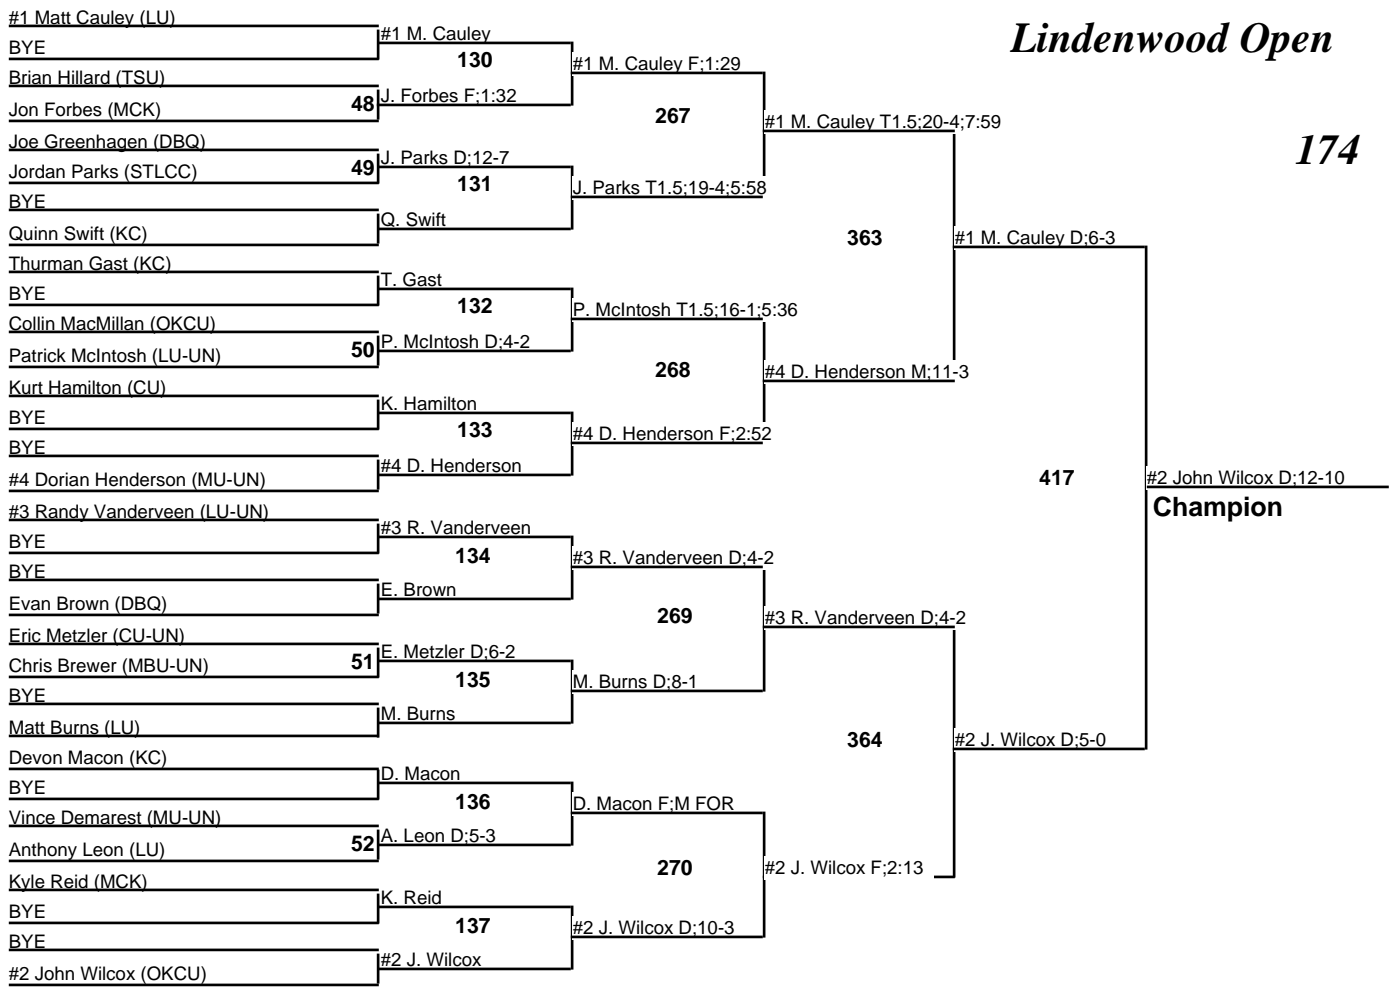 Lindenwood Open
174
#1 Matt Cauley (LU)
BYE
Brian Hillard (TSU)
Jon Forbes (MCK)
Joe Greenhagen (DBQ)
Jordan Parks (STLCC)
BYE
Quinn Swift (KC)
Thurman Gast (KC)
BYE
Collin MacMillan (OKCU)
Patrick McIntosh (LU-UN)
Kurt Hamilton (CU)
BYE
BYE
#4 Dorian Henderson (MU-UN)
#3 Randy Vanderveen (LU-UN)
BYE
BYE
Evan Brown (DBQ)
Eric Metzler (CU-UN)
Chris Brewer (MBU-UN)
BYE
Matt Burns (LU)
Devon Macon (KC)
BYE
Vince Demarest (MU-UN)
Anthony Leon (LU)
Kyle Reid (MCK)
BYE
BYE
#2 John Wilcox (OKCU)
48
49
50
51
52
#1 M. Cauley
130
J. Forbes F;1:32
J. Parks D;12-7
131
Q. Swift
T. Gast
132
P. McIntosh D;4-2
K. Hamilton
133
#4 D. Henderson
#3 R. Vanderveen
134
E. Brown
E. Metzler D;6-2
135
M. Burns
D. Macon
136
A. Leon D;5-3
K. Reid
137
#2 J. Wilcox
#1 M. Cauley F;1:29
267
J. Parks T1.5;19-4;5:58
P. McIntosh T1.5;16-1;5:36
268
#4 D. Henderson F;2:52
#3 R. Vanderveen D;4-2
269
M. Burns D;8-1
D. Macon F;M FOR
270
#2 J. Wilcox D;10-3
#1 M. Cauley T1.5;20-4;7:59
363
#4 D. Henderson M;11-3
#3 R. Vanderveen D;4-2
364
#2 J. Wilcox F;2:13
#1 M. Cauley D;6-3
417
#2 J. Wilcox D;5-0
#2 John Wilcox D;12-10
Champion